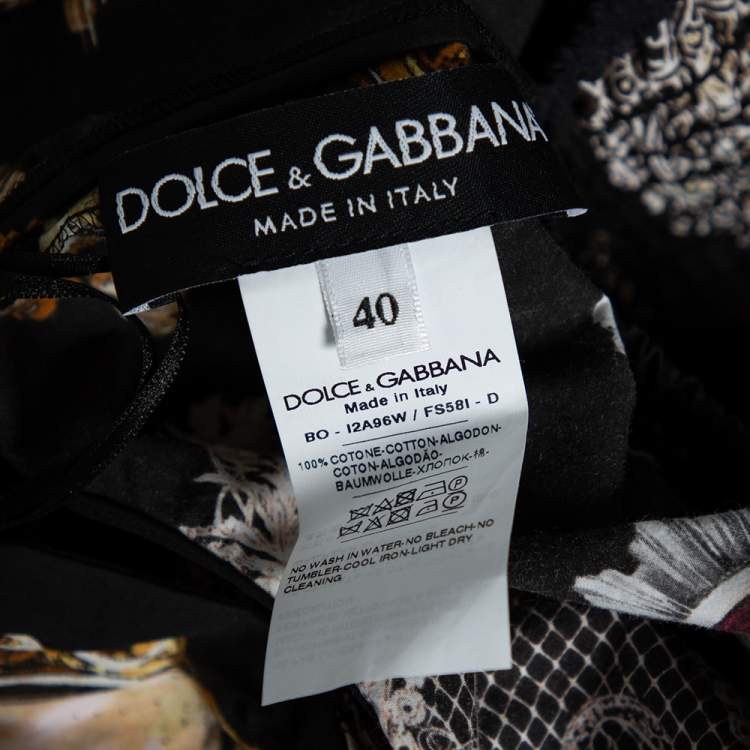 DOLCE & GABBANA
MADE IN ITALY
40
DOLCE & GABBANA
Made in Italy
BO - I2A96W / FS58I - D
100% COTONE-COTTON-ALGODON-
COTON-ALGODÃO-
BAUMWOLLE-ХЛОПОК-棉-
NO WASH IN WATER-NO BLEACH-NO
TUMBLER-COOL IRON-LIGHT DRY
CLEANING